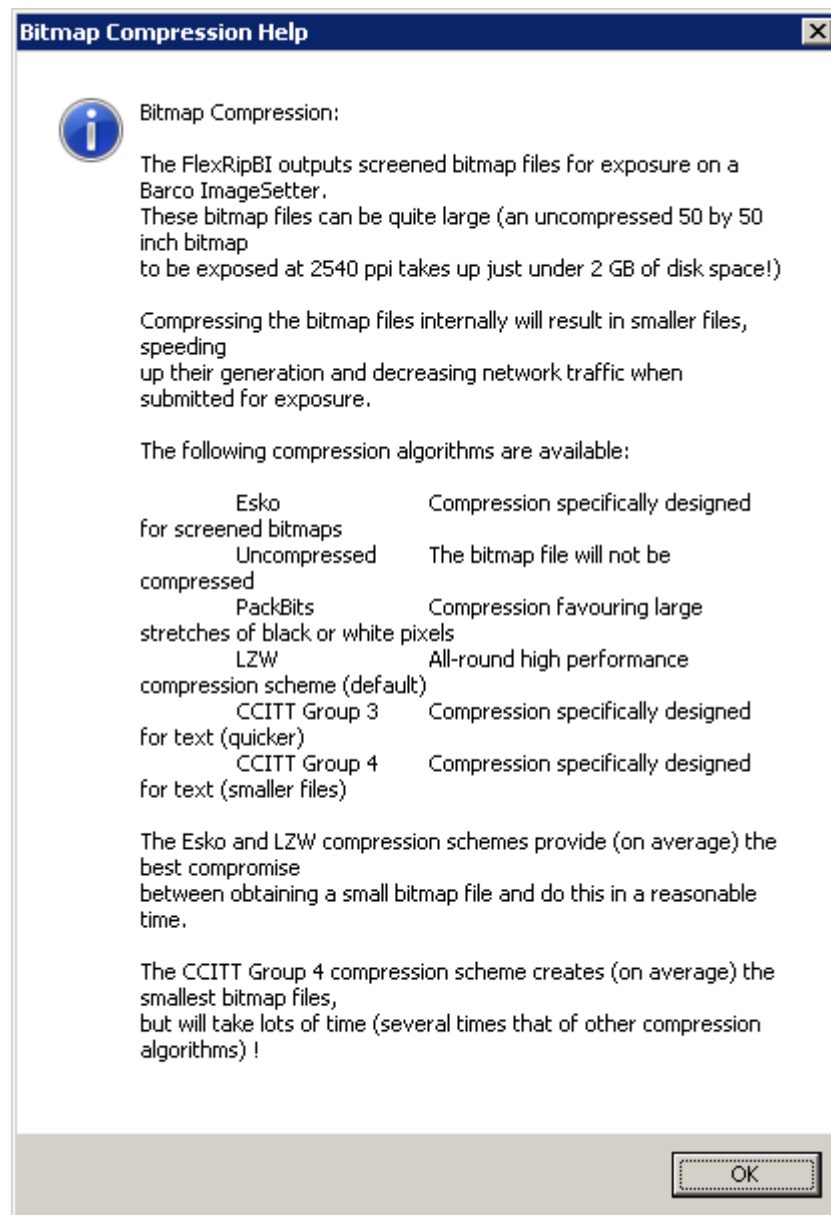 Bitmap Compression Help
Bitmap Compression:
The FlexRipBI outputs screened bitmap files for exposure on a
Barco ImageSetter.
These bitmap files can be quite large (an uncompressed 50 by 50
inch bitmap
to be exposed at 2540 ppi takes up just under 2 GB of disk space!)
Compressing the bitmap files internally will result in smaller files,
speeding
up their generation and decreasing network traffic when
submitted for exposure.
The following compression algorithms are available:
Esko Compression specifically designed
for screened bitmaps
Uncompressed The bitmap file will not be
compressed
PackBits Compression favouring large
stretches of black or white pixels
LZW All-round high performance
compression scheme (default)
CCITT Group 3 Compression specifically designed
for text (quicker)
CCITT Group 4 Compression specifically designed
for text (smaller files)
The Esko and LZW compression schemes provide (on average) the
best compromise
between obtaining a small bitmap file and do this in a reasonable
time.
The CCITT Group 4 compression scheme creates (on average) the
smallest bitmap files,
but will take lots of time (several times that of other compression
algorithms) !
OK